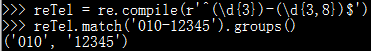 >>> reTel = re.compile(r'^(\d{3})-(\d{3,8})$')
>>> reTel.match('010-12345').groups()
('010', '12345')